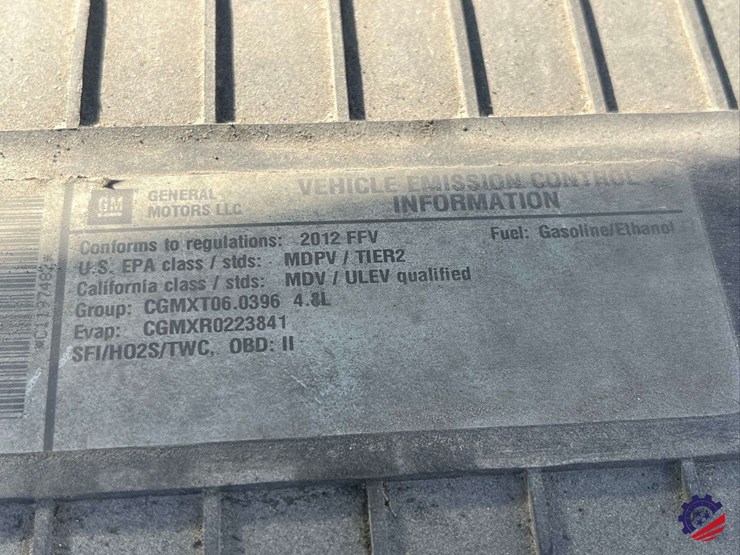 GM
GENERAL
MOTORS LLC
VEHICLE EMISSION CONTROL
INFORMATION
Conforms to regulations: 2012 FFV
Fuel: Gasoline/Ethanol
U.S. EPA class / stds: MDPV / TIER2
California class / stds: MDV / ULEV qualified
Group: CGMXT06.0396 4.8L
Evap: CGMXR0223841
SFI/HO2S/TWC, OBD: II